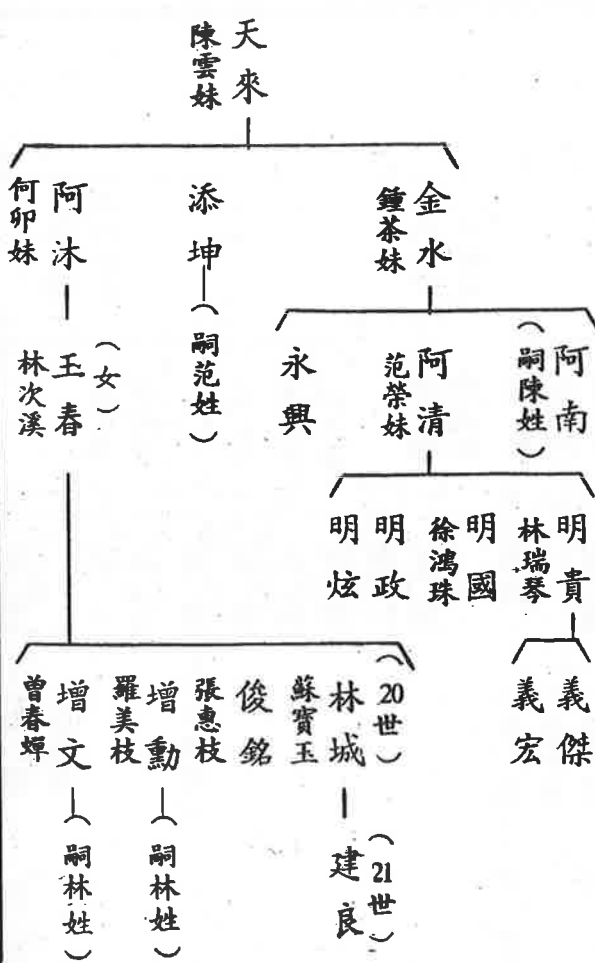 天來
陳雲妹
金水
鍾茶妹
添坤
（嗣范姓）
阿沐
何卯妹
阿南
（嗣陳姓）
阿清
范榮妹
永興
（女）
玉春
林次溪
明貴
林瑞琴
明國
徐鴻珠
明政
明炫
義傑
義宏
（20世）
林城
蘇寶玉
俊銘
張惠枝
增勳
羅美枝
增文
曾春蟬
（21世）
建良
（嗣林姓）
（嗣林姓）